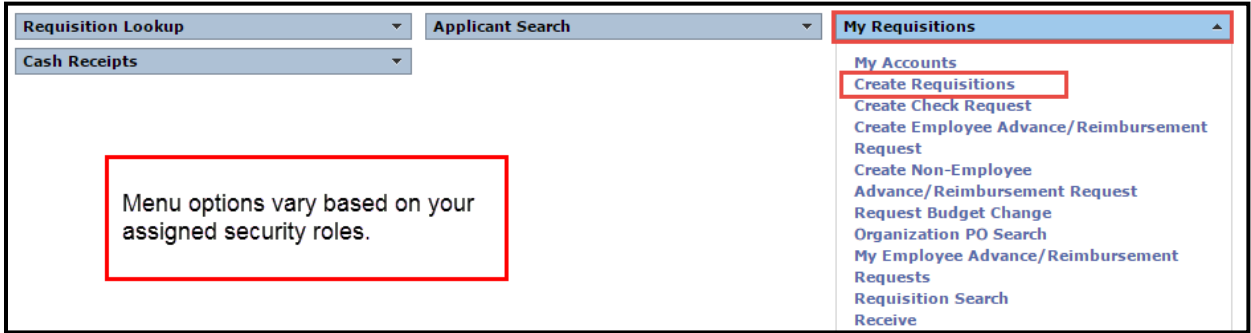 Requisition Lookup
Applicant Search
My Requisitions
Cash Receipts
My Accounts
Create Requisitions
Create Check Request
Create Employee Advance/Reimbursement
Request
Create Non-Employee
Advance/Reimbursement Request
Request Budget Change
Organization PO Search
My Employee Advance/Reimbursement
Requests
Requisition Search
Receive
Menu options vary based on your
assigned security roles.